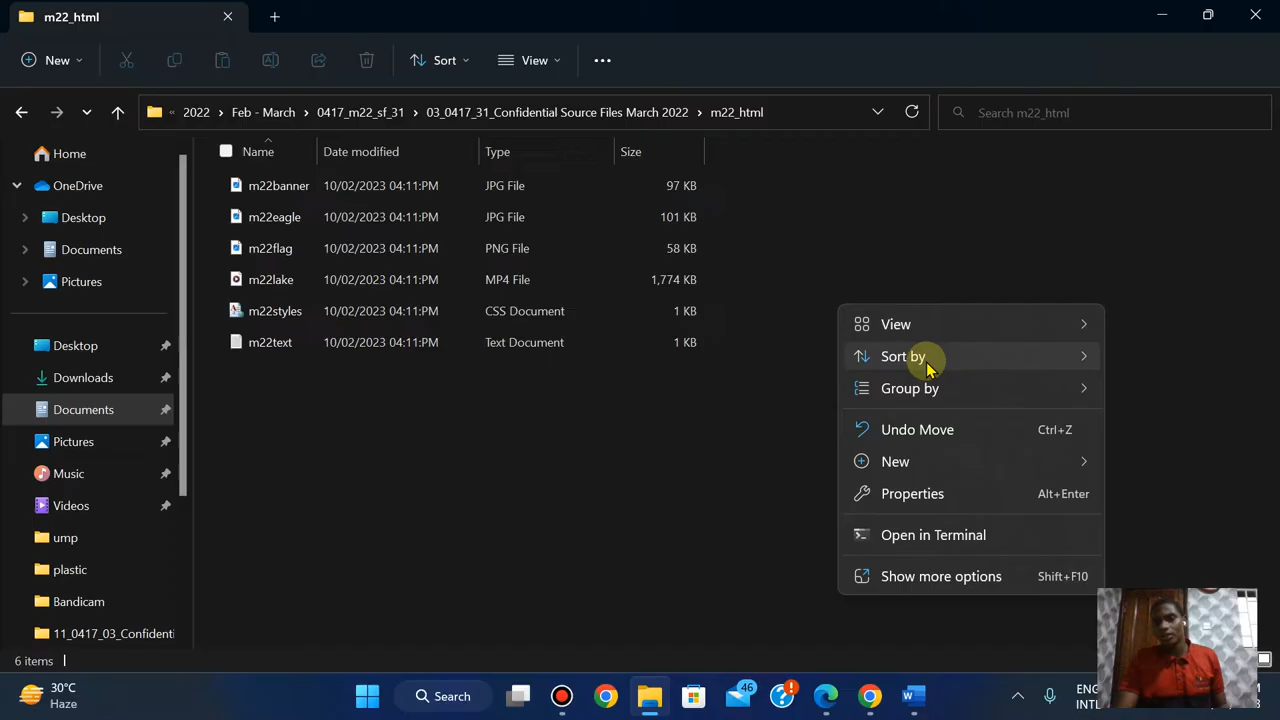 m22_html
New
Sort
View
« 2022 > Feb - March > 0417_m22_sf_31 > 03_0417_31_Confidential Source Files March 2022 > m22_html
Search m22_html
Name Date modified Type Size
Home
OneDrive
Desktop
Documents
Pictures
Desktop
Downloads
Documents
Pictures
Music
Videos
ump
plastic
Bandicam
11_0417_03_Confidenti
m22banner 10/02/2023 04:11:PM JPG File 97 KB
m22eagle 10/02/2023 04:11:PM JPG File 101 KB
m22flag 10/02/2023 04:11:PM PNG File 58 KB
m22lake 10/02/2023 04:11:PM MP4 File 1,774 KB
m22styles 10/02/2023 04:11:PM CSS Document 1 KB
m22text 10/02/2023 04:11:PM Text Document 1 KB
View
Sort by
Group by
Undo Move Ctrl+Z
New
Properties Alt+Enter
Open in Terminal
Show more options Shift+F10
6 items
30°C
Haze
Search
46
ENG
INTL